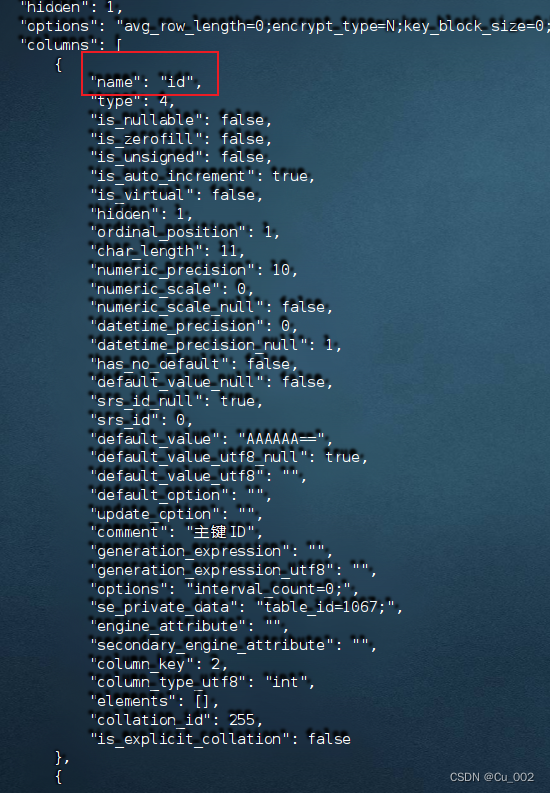 "hidden": 1,
"options": "avg_row_length=0;encrypt_type=N;key_block_size=0;
"columns": [
{
"name": "id",
"type": 4,
"is_nullable": false,
"is_zerofill": false,
"is_unsigned": false,
"is_auto_increment": true,
"is_virtual": false,
"hidden": 1,
"ordinal_position": 1,
"char_length": 11,
"numeric_precision": 10,
"numeric_scale": 0,
"numeric_scale_null": false,
"datetime_precision": 0,
"datetime_precision_null": 1,
"has_no_default": false,
"default_value_null": false,
"srs_id_null": true,
"srs_id": 0,
"default_value": "AAAAAA==",
"default_value_utf8_null": true,
"default_value_utf8": "",
"default_option": "",
"update_option": "",
"comment": "主键ID",
"generation_expression": "",
"generation_expression_utf8": "",
"options": "interval_count=0;",
"se_private_data": "table_id=1067;",
"engine_attribute": "",
"secondary_engine_attribute": "",
"column_key": 2,
"column_type_utf8": "int",
"elements": [],
"collation_id": 255,
"is_explicit_collation": false
},
{
CSDN @Cu_002